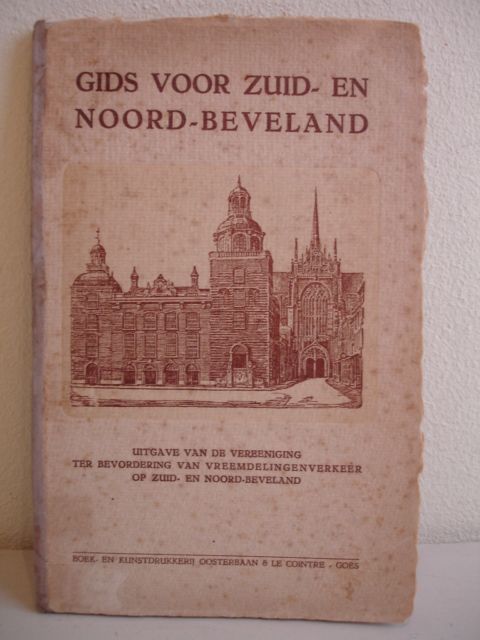 GIDS VOOR ZUID- EN
NOORD-BEVELAND
UITGAVE VAN DE VEREENIGING
TER BEVORDERING VAN VREEMDELINGENVERKEER
OP ZUID- EN NOORD-BEVELAND
BOEK- EN KUNSTDRUKKERIJ OOSTERBAAN & LE COINTRE - GOES